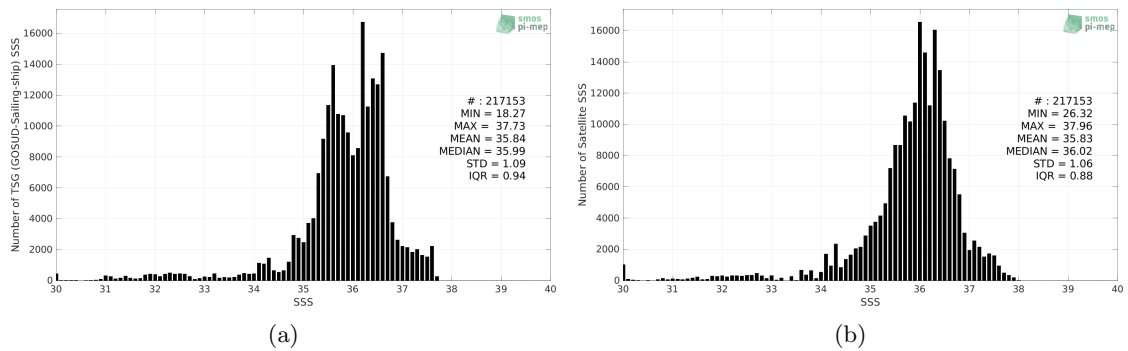 smos
pi-mep
16000
14000
12000
10000
8000
6000
4000
2000
0
Number of TSG (GOSUD-Sailing-ship) SSS
# : 217153
MIN = 18.27
MAX = 37.73
MEAN = 35.84
MEDIAN = 35.99
STD = 1.09
IQR = 0.94
30 31 32 33 34 35 36 37 38 39 40
SSS
(a)
smos
pi-mep
16000
14000
12000
10000
8000
6000
4000
2000
0
Number of Satellite SSS
# : 217153
MIN = 26.32
MAX = 37.96
MEAN = 35.83
MEDIAN = 36.02
STD = 1.06
IQR = 0.88
30 31 32 33 34 35 36 37 38 39 40
SSS
(b)